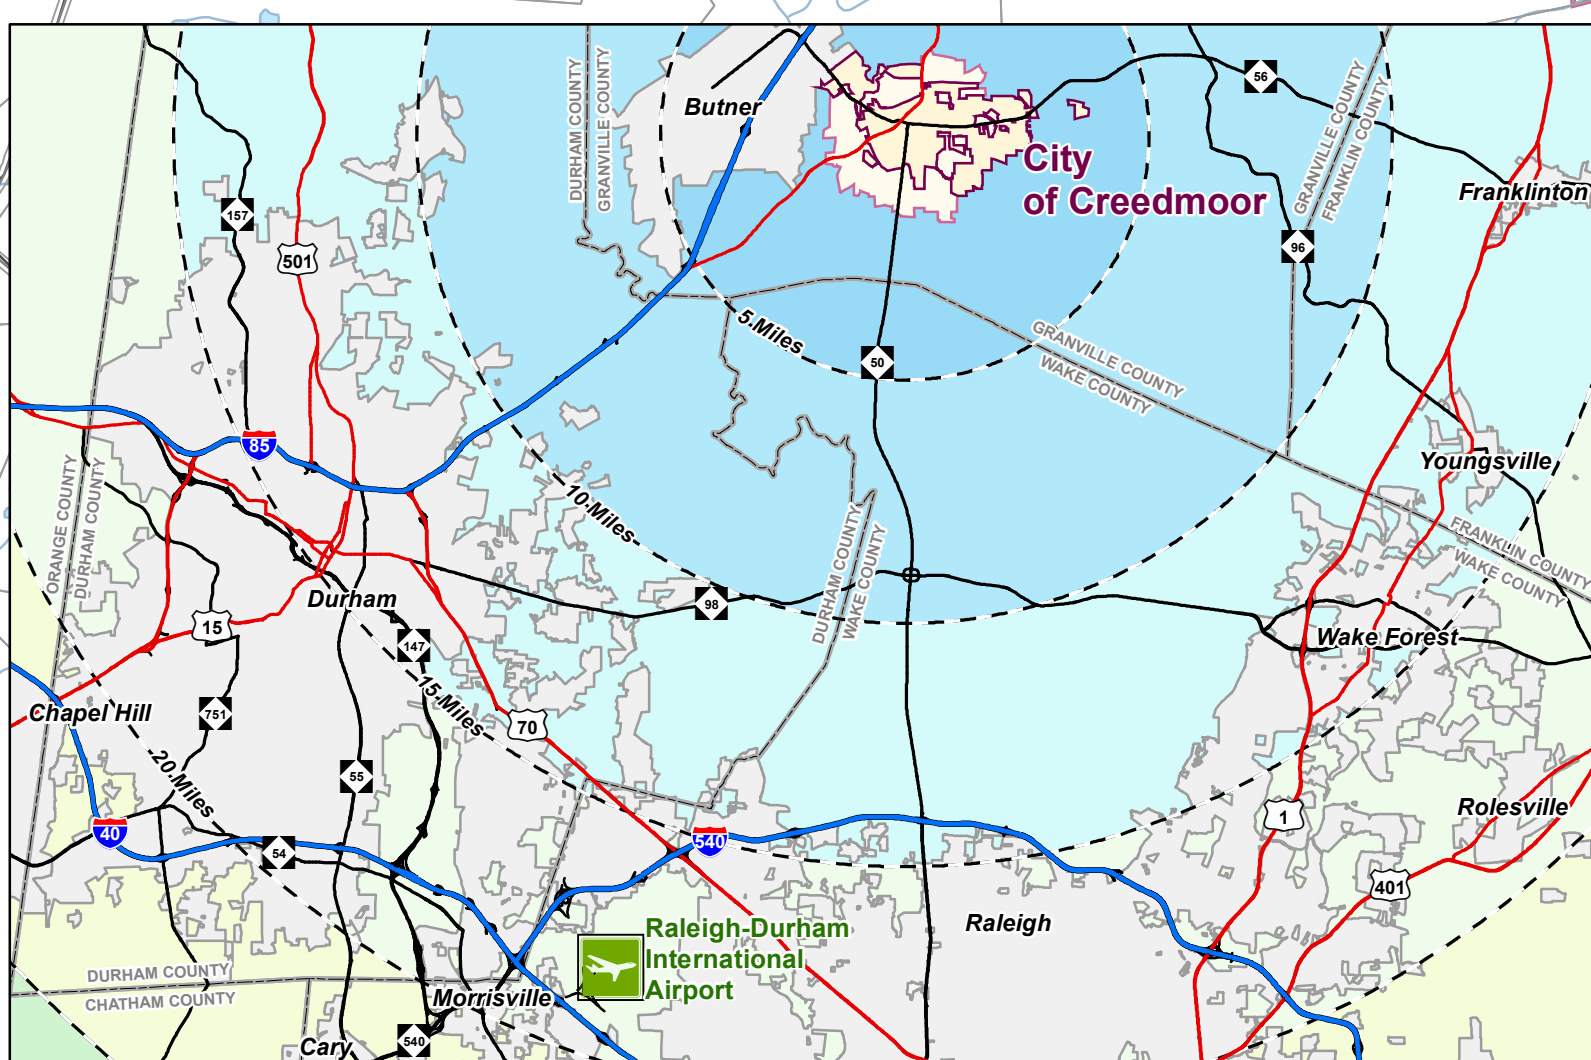 56
DURHAM COUNTY
GRANVILLE COUNTY
Butner
GRANVILLE COUNTY
FRANKLIN COUNTY
City
of Creedmoor
Franklinton
157
501
96
5 Miles
50
GRANVILLE COUNTY
WAKE COUNTY
85
Youngsville
ORANGE COUNTY
DURHAM COUNTY
10 Miles
DURHAM COUNTY
WAKE COUNTY
FRANKLIN COUNTY
WAKE COUNTY
Durham
98
15
147
Wake Forest
15 Miles
Chapel Hill
751
70
20 Miles
55
40
54
540
1
Rolesville
401
Raleigh
Raleigh-Durham
International
Airport
DURHAM COUNTY
CHATHAM COUNTY
Morrisville
Cary
540